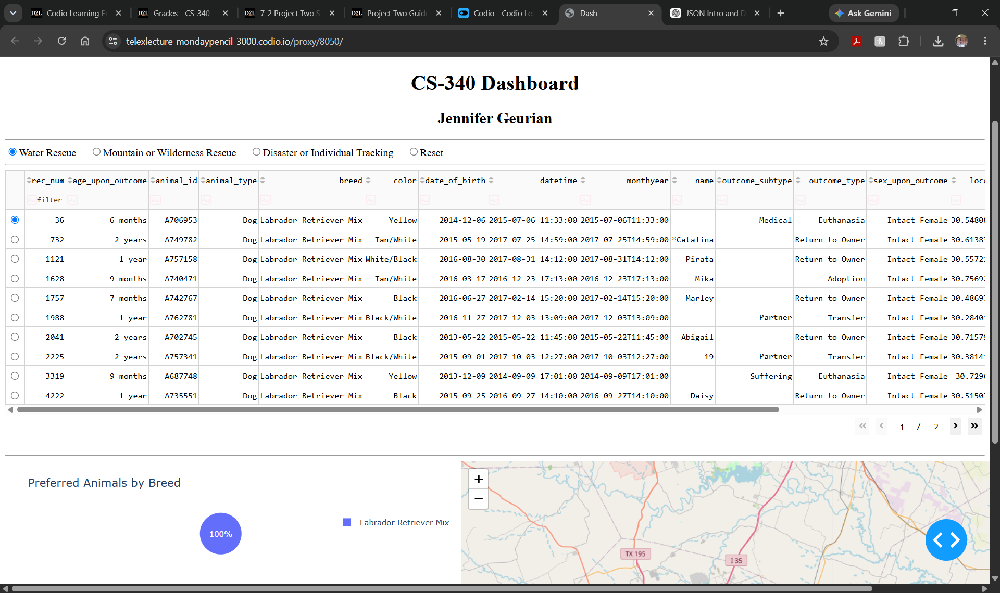 D2L Codio Learning E
D2L Grades - CS-340-
D2L 7-2 Project Two S
D2L Project Two Guide
Codio - Codio Le
Dash
JSON Intro and D
Ask Gemini
telexlecture-mondaypencil-3000.codio.io/proxy/8050/
CS-340 Dashboard
Jennifer Geurian
Water Rescue Mountain or Wilderness Rescue Disaster or Individual Tracking Reset
rec_num age_upon_outcome animal_id animal_type breed color date_of_birth datetime monthyear name outcome_subtype outcome_type sex_upon_outcome loca
Aa filter Aa Aa Aa Aa Aa Aa Aa Aa Aa Aa Aa Aa Aa
36 6 months A706953 Dog Labrador Retriever Mix Yellow 2014-12-06 2015-07-06 11:33:00 2015-07-06T11:33:00 Medical Euthanasia Intact Female 30.5480
732 2 years A749782 Dog Labrador Retriever Mix Tan/White 2015-05-19 2017-07-25 14:59:00 2017-07-25T14:59:00 *Catalina Return to Owner Intact Female 30.6138
1121 1 year A757158 Dog Labrador Retriever Mix White/Black 2016-08-30 2017-08-31 14:12:00 2017-08-31T14:12:00 Pirata Return to Owner Intact Female 30.5572
1628 9 months A740471 Dog Labrador Retriever Mix Tan/White 2016-03-17 2016-12-23 17:13:00 2016-12-23T17:13:00 Mika Adoption Intact Female 30.7569
1757 7 months A742767 Dog Labrador Retriever Mix Black 2016-06-27 2017-02-14 15:20:00 2017-02-14T15:20:00 Marley Return to Owner Intact Female 30.4869
1988 1 year A762781 Dog Labrador Retriever Mix Black/White 2016-11-27 2017-12-03 13:09:00 2017-12-03T13:09:00 Partner Transfer Intact Female 30.2840
2041 2 years A702745 Dog Labrador Retriever Mix Black 2013-05-22 2015-05-22 11:45:00 2015-05-22T11:45:00 Abigail Return to Owner Intact Female 30.7157
2225 2 years A757341 Dog Labrador Retriever Mix Black/White 2015-09-01 2017-10-03 12:27:00 2017-10-03T12:27:00 19 Partner Transfer Intact Female 30.3814
3319 9 months A687748 Dog Labrador Retriever Mix Yellow 2013-12-09 2014-09-09 17:01:00 2014-09-09T17:01:00 Suffering Euthanasia Intact Female 30.729
4222 1 year A735551 Dog Labrador Retriever Mix Black 2015-09-25 2016-09-27 14:10:00 2016-09-27T14:10:00 Daisy Return to Owner Intact Female 30.5150
1 / 2
Preferred Animals by Breed
100%
Labrador Retriever Mix
+
−
TX 195
I 35